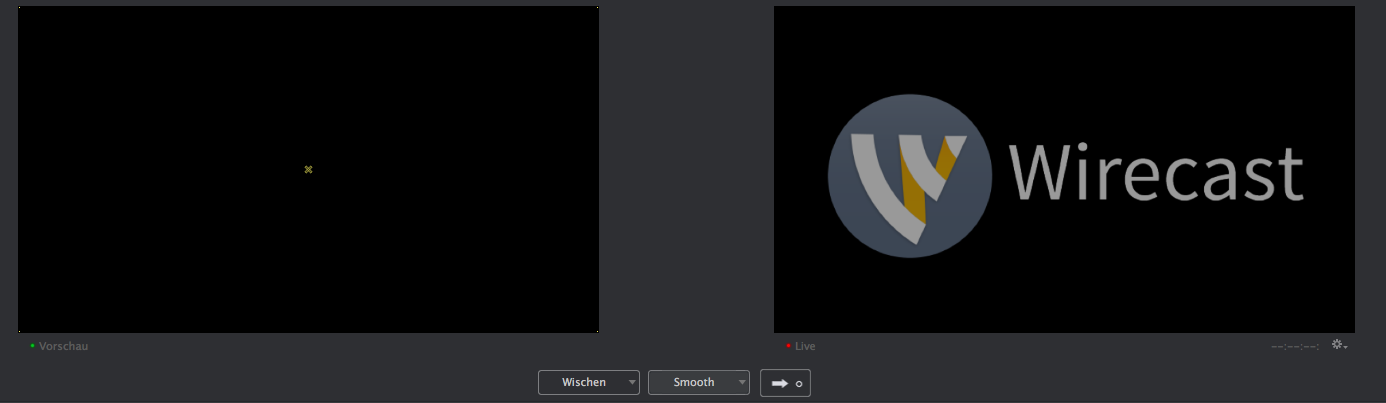 Wirecast
Vorschau
Live
--:--:--:
Wischen
Smooth